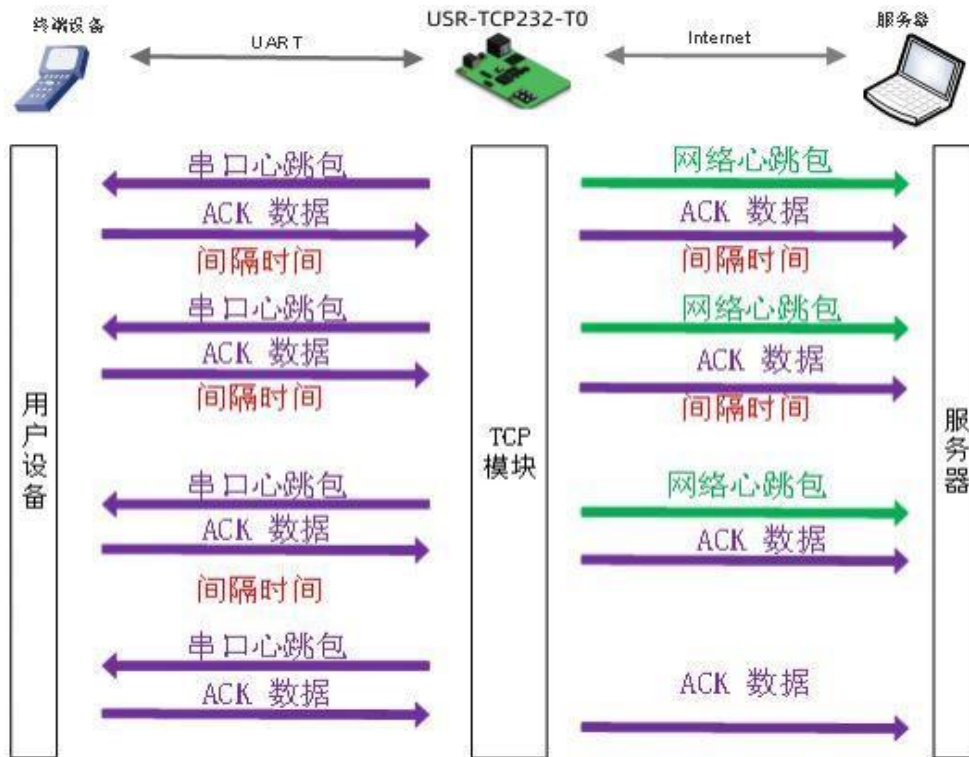 终端设备
UART
USR-TCP232-T0
Internet
服务器
串口心跳包
网络心跳包
ACK 数据
ACK 数据
间隔时间
间隔时间
串口心跳包
网络心跳包
ACK 数据
ACK 数据
间隔时间
间隔时间
用户设备
TCP
模块
服务器
串口心跳包
网络心跳包
ACK 数据
ACK 数据
间隔时间
串口心跳包
ACK 数据
ACK 数据